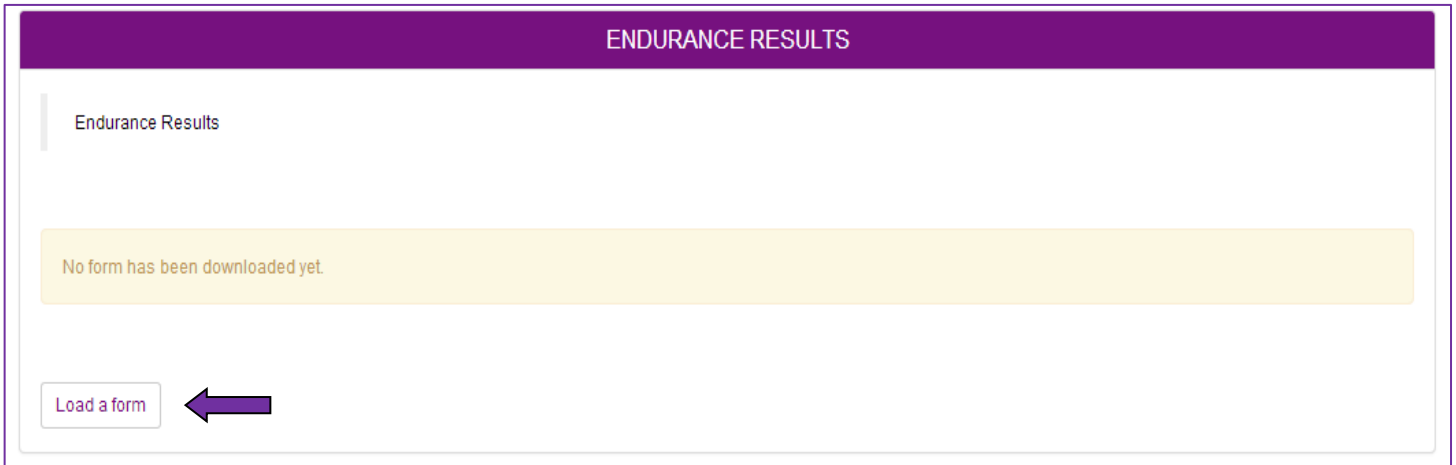 ENDURANCE RESULTS
Endurance Results
No form has been downloaded yet.
Load a form